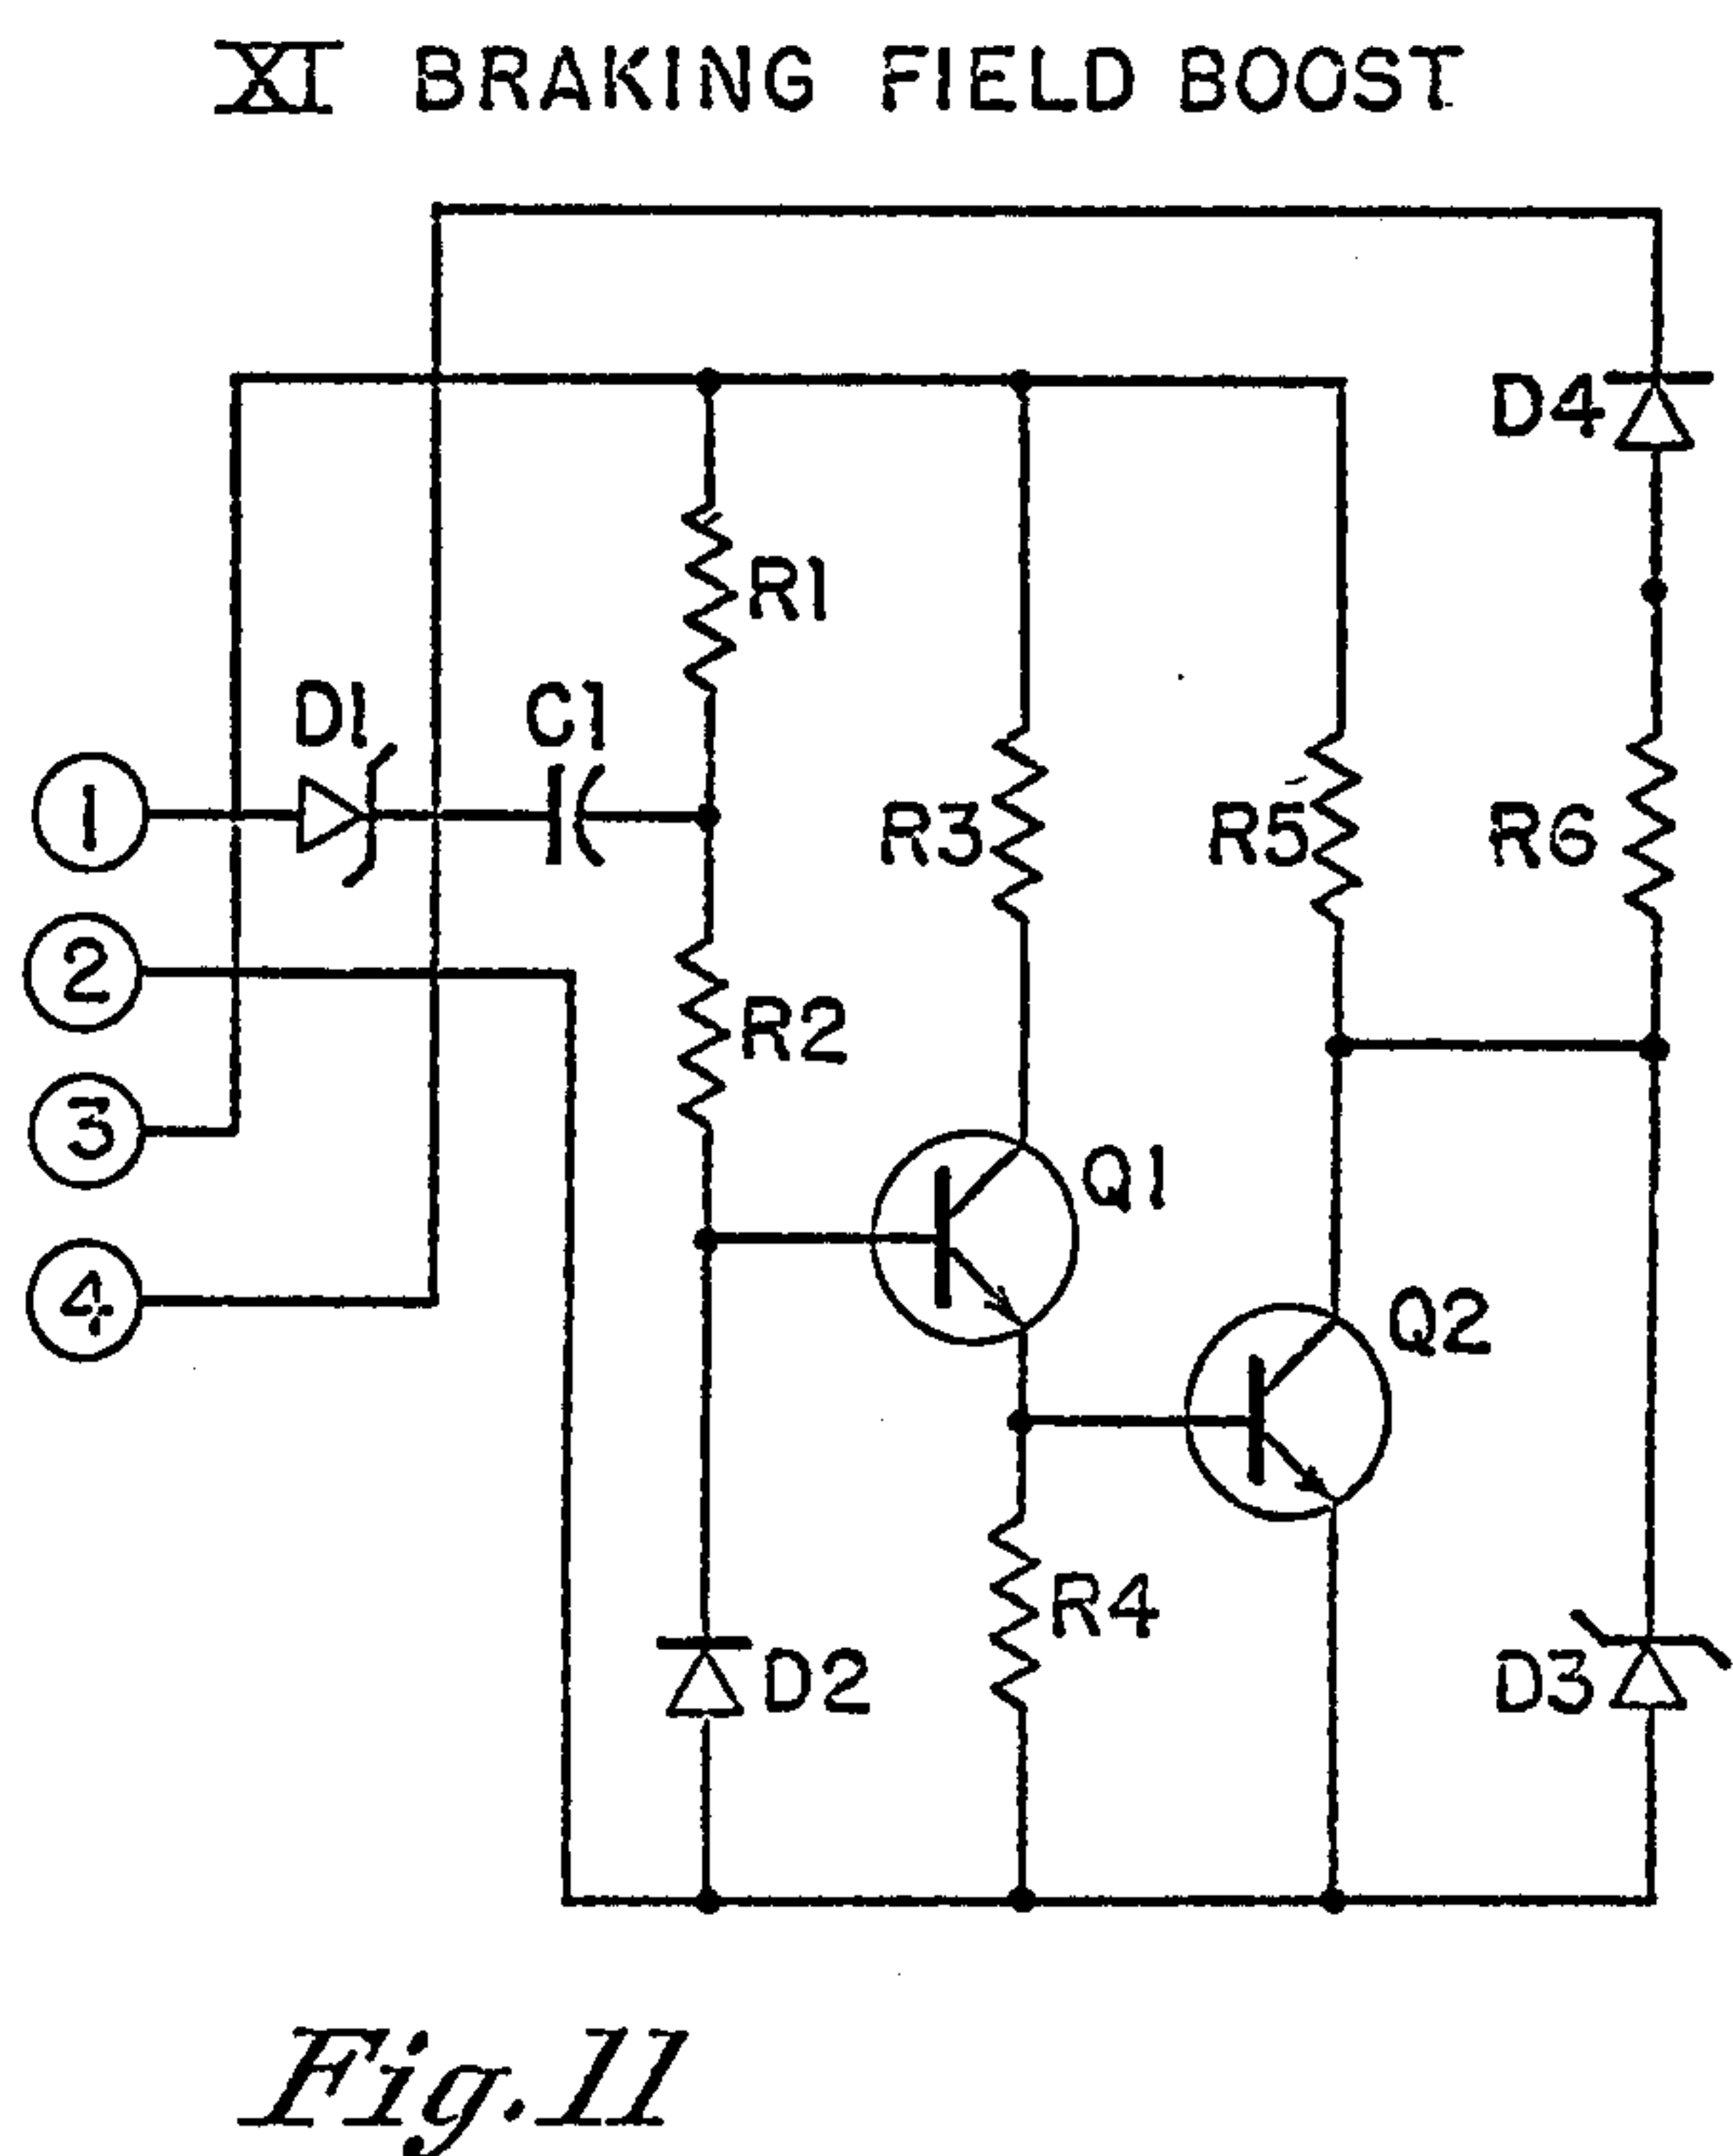 XI BRAKING FIELD BOOST
D4
R1
D1 C1
1
R3 R5 R6
2
R2
3
Q1
4
Q2
R4
D2
D3
Fig. 11